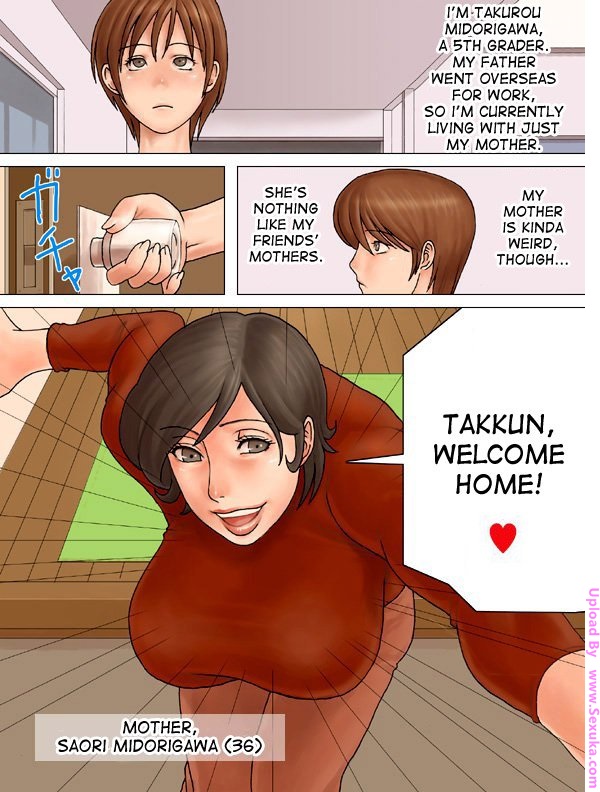 I'M TAKUROU
MIDORIGAWA,
A 5TH GRADER.
MY FATHER
WENT OVERSEAS
FOR WORK,
SO I'M CURRENTLY
LIVING WITH JUST
MY MOTHER.
ガチャ
MY
MOTHER
IS KINDA
WEIRD,
THOUGH...
SHE'S
NOTHING
LIKE MY
FRIENDS'
MOTHERS.
TAKKUN,
WELCOME
HOME!
♥
MOTHER,
SAORI MIDORIGAWA (36)
Upload By www.Sexuka.com